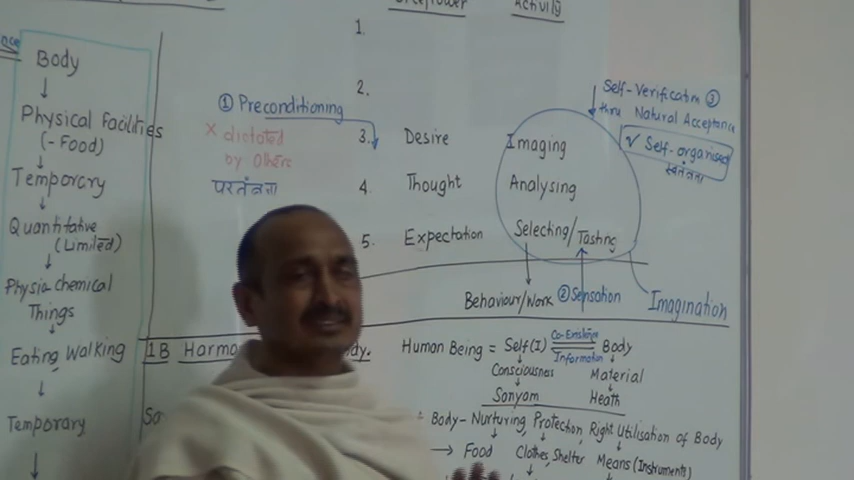 Activity
Body
↓
Physical Facilities
(- Food)
↓
Temporary
↓
Quantitative
(Limited)
↓
Physio chemical
Things
↓
Eating, Walking
↓
Temporary
↓
1.
2.
① Preconditioning
x dictated
by others
परतंत्रता
3. Desire Imaging
4. Thought Analysing
5. Expectation Selecting/Tasting
Self-Verification ③
thru Natural Acceptance
✓ Self-organised
स्वतंत्रता
Behaviour/Work ② Sensation Imagination
1B Harmo dy.
Human Being = Self(I) Co-Existence Body
Information
Consciousness Material
Sanyam Health
Body - Nurturing, Protection, Right Utilisation of Body
→ Food Clothes, Shelter Means (Instruments)